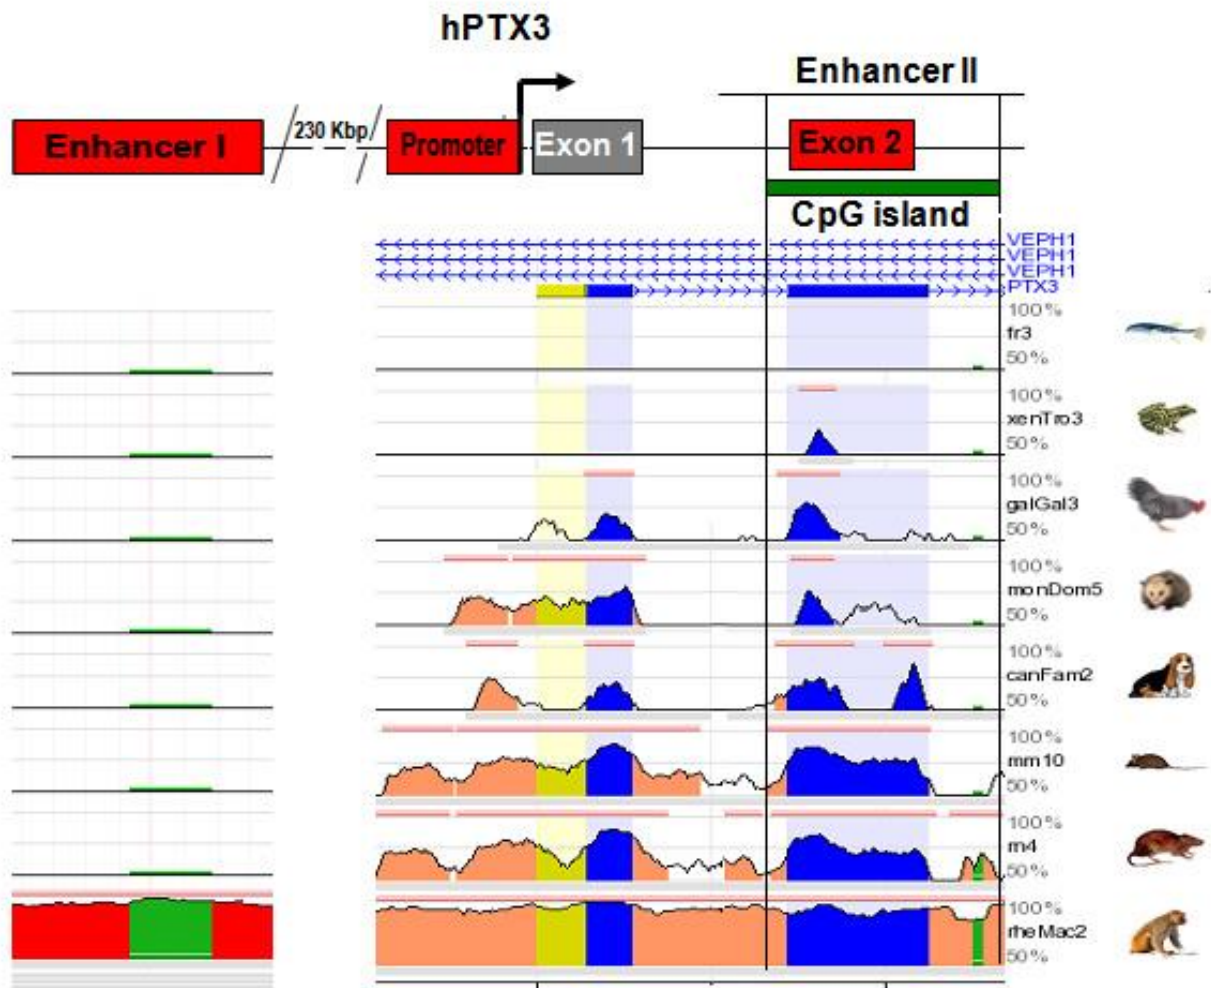 hPTX3
Enhancer II
Enhancer I
230 Kbp
Promoter
Exon 1
Exon 2
CpG island
VEPH1
VEPH1
VEPH1
PTX3
100%
fr3
50%
100%
xenTro3
50%
100%
galGal3
50%
100%
monDom5
50%
100%
canFam2
50%
100%
mm10
50%
100%
rn4
50%
100%
rheMac2
50%